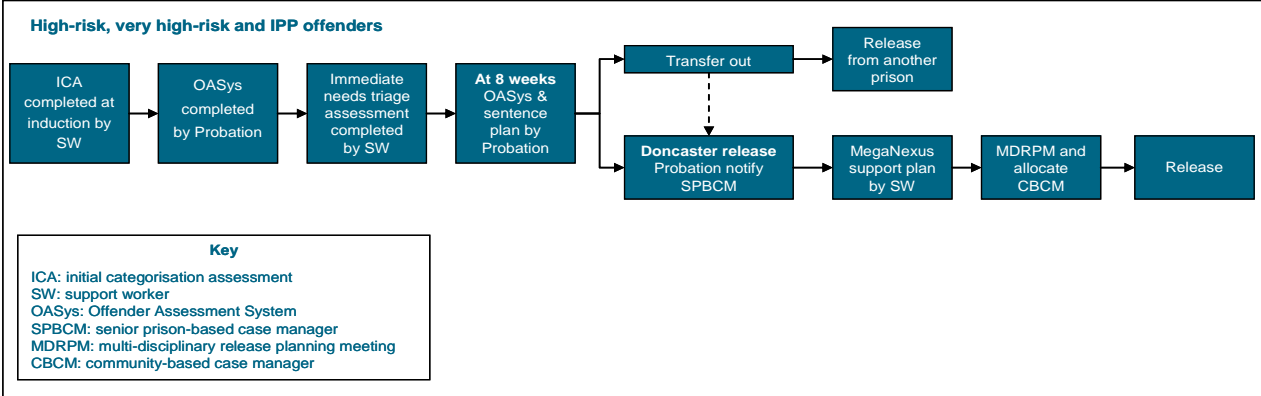 High-risk, very high-risk and IPP offenders
ICA
completed at
induction by
SW
OASys
completed
by Probation
Immediate
needs triage
assessment
completed
by SW
At 8 weeks
OASys &
sentence
plan by
Probation
Transfer out
Release
from another
prison
Doncaster release
Probation notify
SPBCM
MegaNexus
support plan
by SW
MDRPM and
allocate
CBCM
Release
Key
ICA: initial categorisation assessment
SW: support worker
OASys: Offender Assessment System
SPBCM: senior prison-based case manager
MDRPM: multi-disciplinary release planning meeting
CBCM: community-based case manager